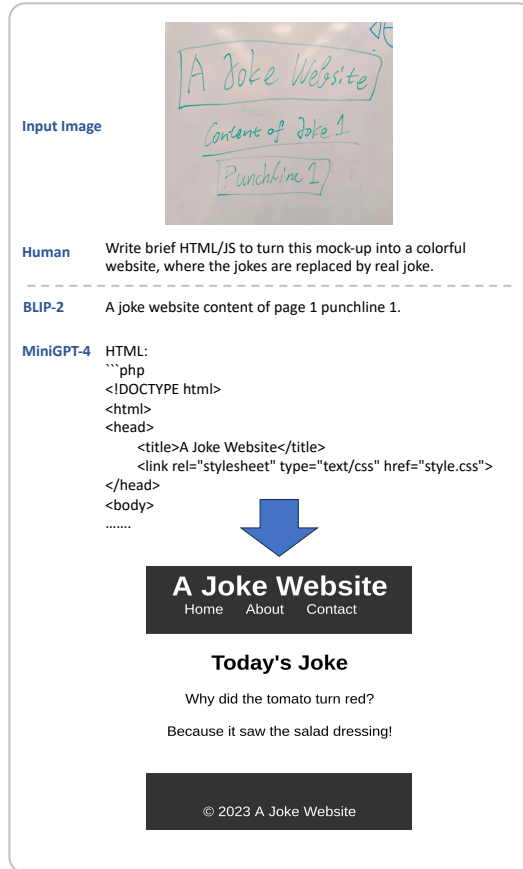 A Joke Website
Content of Joke 1
Punchline 1
Input Image
Human
Write brief HTML/JS to turn this mock-up into a colorful
website, where the jokes are replaced by real joke.
BLIP-2
A joke website content of page 1 punchline 1.
MiniGPT-4
HTML:
```php
<!DOCTYPE html>
<html>
<head>
<title>A Joke Website</title>
<link rel="stylesheet" type="text/css" href="style.css">
</head>
<body>
…….
A Joke Website
Home About Contact
Today's Joke
Why did the tomato turn red?
Because it saw the salad dressing!
© 2023 A Joke Website